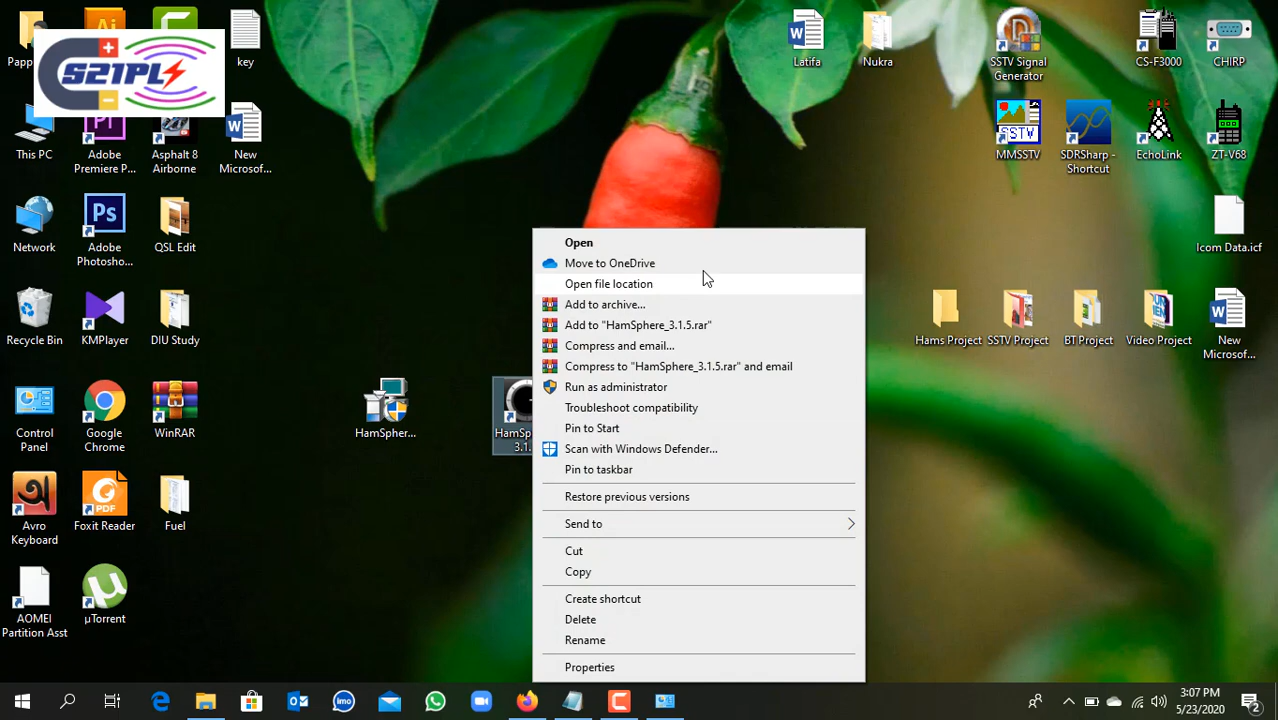 Papp
key
S21PL
Latifa
Nukra
SSTV Signal
Generator
CS-F3000
CHIRP
This PC
Adobe
Premiere P...
Asphalt 8
Airborne
New
Microsof...
MMSSTV
SSTV
SDRSharp -
Shortcut
EchoLink
ZT-V68
Network
Adobe
Photosho...
QSL Edit
Icom Data.icf
Recycle Bin
KMPlayer
DIU Study
Hams Project
SSTV Project
BT Project
Video Project
New
Microsof...
Control
Panel
Google
Chrome
WinRAR
HamSpher...
HamSp
3.1.
Avro
Keyboard
Foxit Reader
Fuel
AOMEI
Partition Asst
µTorrent
Open
Move to OneDrive
Open file location
Add to archive...
Add to "HamSphere_3.1.5.rar"
Compress and email...
Compress to "HamSphere_3.1.5.rar" and email
Run as administrator
Troubleshoot compatibility
Pin to Start
Scan with Windows Defender...
Pin to taskbar
Restore previous versions
Send to
Cut
Copy
Create shortcut
Delete
Rename
Properties
imo
3:07 PM
5/23/2020
2